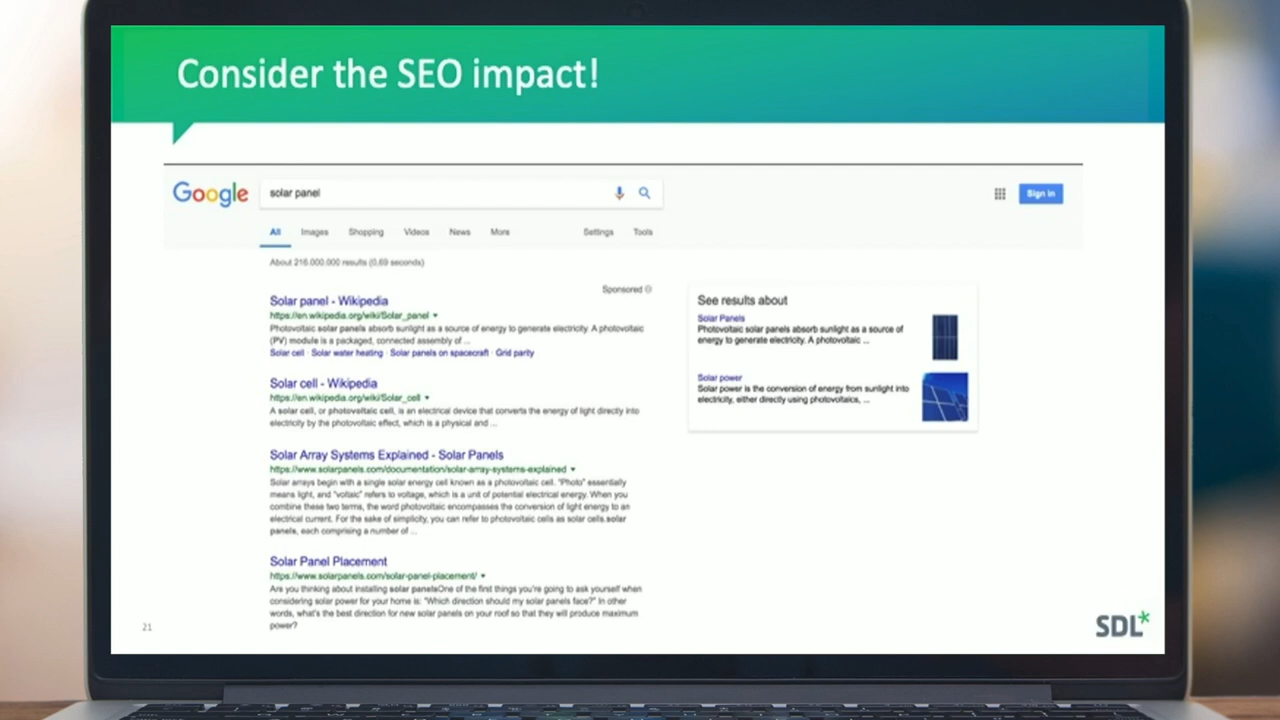 Consider the SEO impact!
Google
solar panel
Sign in
All Images Shopping Videos News More Settings Tools
About 216.000.000 results (0,69 seconds)
Sponsored
Solar panel - Wikipedia
https://en.wikipedia.org/wiki/Solar_panel
Photovoltaic solar panels absorb sunlight as a source of energy to generate electricity. A photovoltaic
(PV) module is a packaged, connected assembly of ...
Solar cell · Solar water heating · Solar panels on spacecraft · Grid parity
Solar cell - Wikipedia
https://en.wikipedia.org/wiki/Solar_cell
A solar cell, or photovoltaic cell, is an electrical device that converts the energy of light directly into
electricity by the photovoltaic effect, which is a physical and ...
Solar Array Systems Explained - Solar Panels
https://www.solarpanels.com/documentation/solar-array-systems-explained
Solar arrays begin with a single solar energy cell known as a photovoltaic cell. "Photo" essentially
means light, and "voltaic" refers to voltage, which is a unit of potential electrical energy. When you
combine these two terms, the word photovoltaic encompasses the conversion of light energy to an
electrical current. For the sake of simplicity, you can refer to photovoltaic cells as solar cells.solar
panels, each comprising a number of ...
Solar Panel Placement
https://www.solarpanels.com/solar-panel-placement/
Are you thinking about installing solar panelsOne of the first things you're going to ask yourself when
considering solar power for your home is: "Which direction should my solar panels face?" In other
words, what's the best direction for new solar panels on your roof so that they will produce maximum
power?
See results about
Solar Panels
Photovoltaic solar panels absorb sunlight as a source of
energy to generate electricity. A photovoltaic ...
Solar power
Solar power is the conversion of energy from sunlight into
electricity, either directly using photovoltaics, ...
21
SDL*